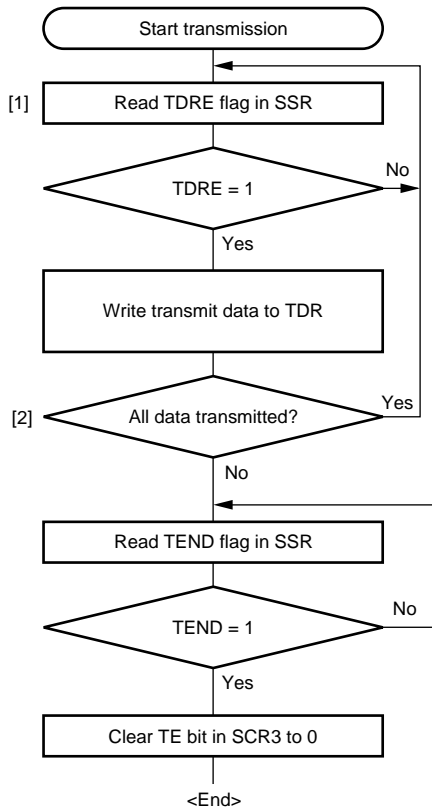 Start transmission
[1] Read TDRE flag in SSR
TDRE = 1
No
Yes
Write transmit data to TDR
[2] All data transmitted?
Yes
No
Read TEND flag in SSR
TEND = 1
No
Yes
Clear TE bit in SCR3 to 0
<End>